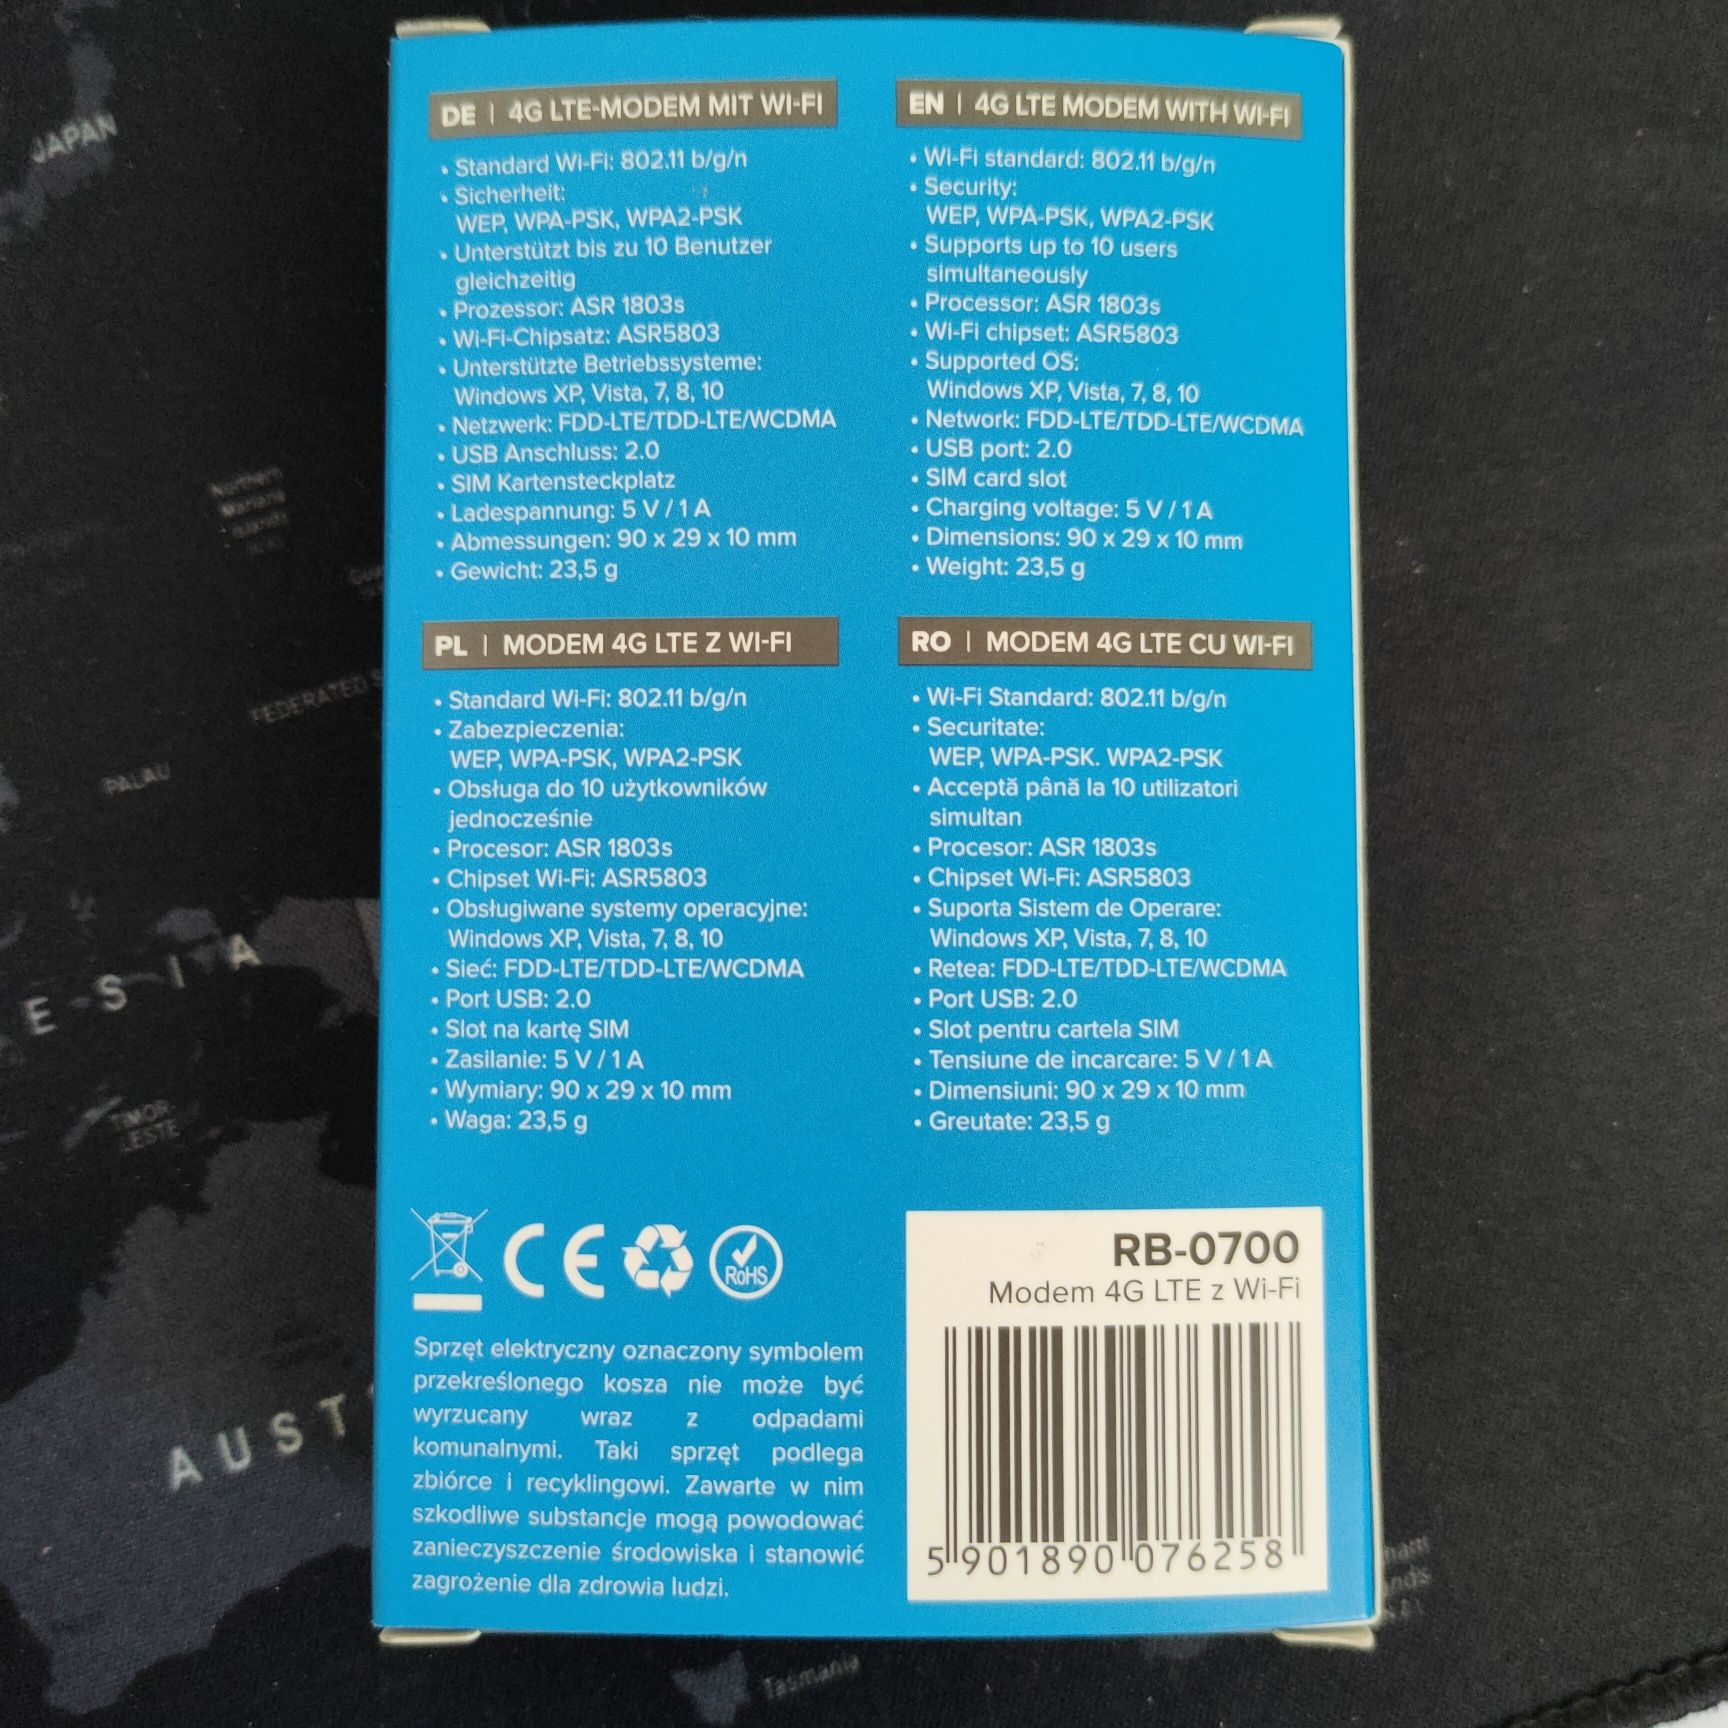 DE | 4G LTE-MODEM MIT WI-FI
• Standard Wi-Fi: 802.11 b/g/n
• Sicherheit:
WEP, WPA-PSK, WPA2-PSK
• Unterstützt bis zu 10 Benutzer
gleichzeitig
• Prozessor: ASR 1803s
• Wi-Fi-Chipsatz: ASR5803
• Unterstützte Betriebssysteme:
Windows XP, Vista, 7, 8, 10
• Netzwerk: FDD-LTE/TDD-LTE/WCDMA
• USB Anschluss: 2.0
• SIM Kartensteckplatz
• Ladespannung: 5 V / 1 A
• Abmessungen: 90 x 29 x 10 mm
• Gewicht: 23,5 g
EN | 4G LTE MODEM WITH WI-FI
• Wi-Fi standard: 802.11 b/g/n
• Security:
WEP, WPA-PSK, WPA2-PSK
• Supports up to 10 users
simultaneously
• Processor: ASR 1803s
• Wi-Fi chipset: ASR5803
• Supported OS:
Windows XP, Vista, 7, 8, 10
• Network: FDD-LTE/TDD-LTE/WCDMA
• USB port: 2.0
• SIM card slot
• Charging voltage: 5 V / 1 A
• Dimensions: 90 x 29 x 10 mm
• Weight: 23,5 g
PL | MODEM 4G LTE Z WI-FI
• Standard Wi-Fi: 802.11 b/g/n
• Zabezpieczenia:
WEP, WPA-PSK, WPA2-PSK
• Obsługa do 10 użytkowników
jednocześnie
• Procesor: ASR 1803s
• Chipset Wi-Fi: ASR5803
• Obsługiwane systemy operacyjne:
Windows XP, Vista, 7, 8, 10
• Sieć: FDD-LTE/TDD-LTE/WCDMA
• Port USB: 2.0
• Slot na kartę SIM
• Zasilanie: 5 V / 1 A
• Wymiary: 90 x 29 x 10 mm
• Waga: 23,5 g
RO | MODEM 4G LTE CU WI-FI
• Wi-Fi Standard: 802.11 b/g/n
• Securitate:
WEP, WPA-PSK. WPA2-PSK
• Acceptă până la 10 utilizatori
simultan
• Procesor: ASR 1803s
• Chipset Wi-Fi: ASR5803
• Suporta Sistem de Operare:
Windows XP, Vista, 7, 8, 10
• Retea: FDD-LTE/TDD-LTE/WCDMA
• Port USB: 2.0
• Slot pentru cartela SIM
• Tensiune de incarcare: 5 V / 1 A
• Dimensiuni: 90 x 29 x 10 mm
• Greutate: 23,5 g
CE
RoHS
Sprzęt elektryczny oznaczony symbolem
przekreślonego kosza nie może być
wyrzucany wraz z odpadami
komunalnymi. Taki sprzęt podlega
zbiórce i recyklingowi. Zawarte w nim
szkodliwe substancje mogą powodować
zanieczyszczenie środowiska i stanowić
zagrożenie dla zdrowia ludzi.
RB-0700
Modem 4G LTE z Wi-Fi
5 901890 076258
JAPAN
Northern
Mariana
Islands
FEDERATED
PALAU
ESIA
TIMOR-
LESTE
AUST
Tasmania